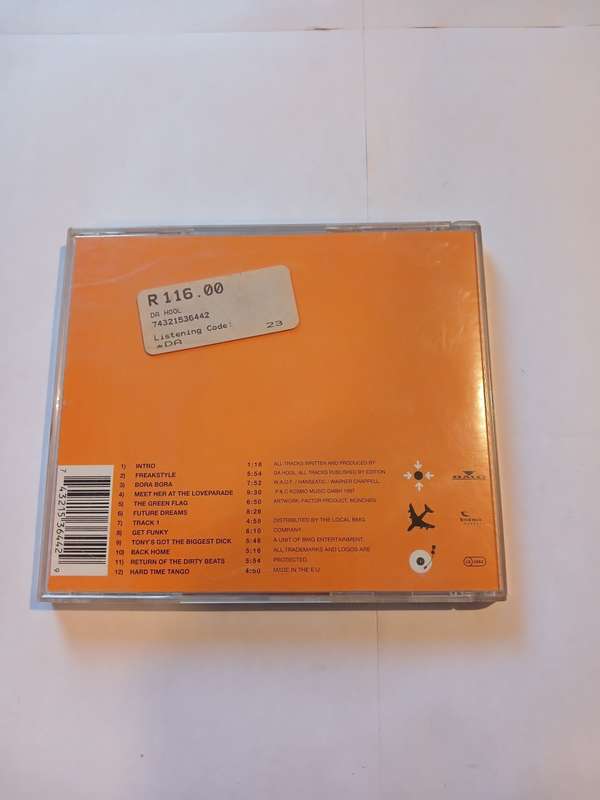 R 116.00
DA HOOL
74321536442
Listening Code: 23
*DA
1) INTRO 1:16
2) FREAKSTYLE 5:54
3) BORA BORA 7:52
4) MEET HER AT THE LOVEPARADE 9:30
5) THE GREEN FLAG 6:50
6) FUTURE DREAMS 8:28
7) TRACK 1 4:50
8) GET FUNKY 6:10
9) TONY'S GOT THE BIGGEST DICK 5:48
10) BACK HOME 5:16
11) RETURN OF THE DIRTY BEATS 5:54
12) HARD TIME TANGO 4:50
ALL TRACKS WRITTEN AND PRODUCED BY
DA HOOL. ALL TRACKS PUBLISHED BY EDITION
HANSEATIC / WARNER CHAPPELL.
P & C KOSMO MUSIC GMBH 1997
ARTWORK: FACTOR PRODUCT, MÜNCHEN
DISTRIBUTED BY THE LOCAL BMG
COMPANY.
A UNIT OF BMG ENTERTAINMENT.
ALL TRADEMARKS AND LOGOS ARE
PROTECTED.
MADE IN THE E.U.
BMG
7 43215 36442 9